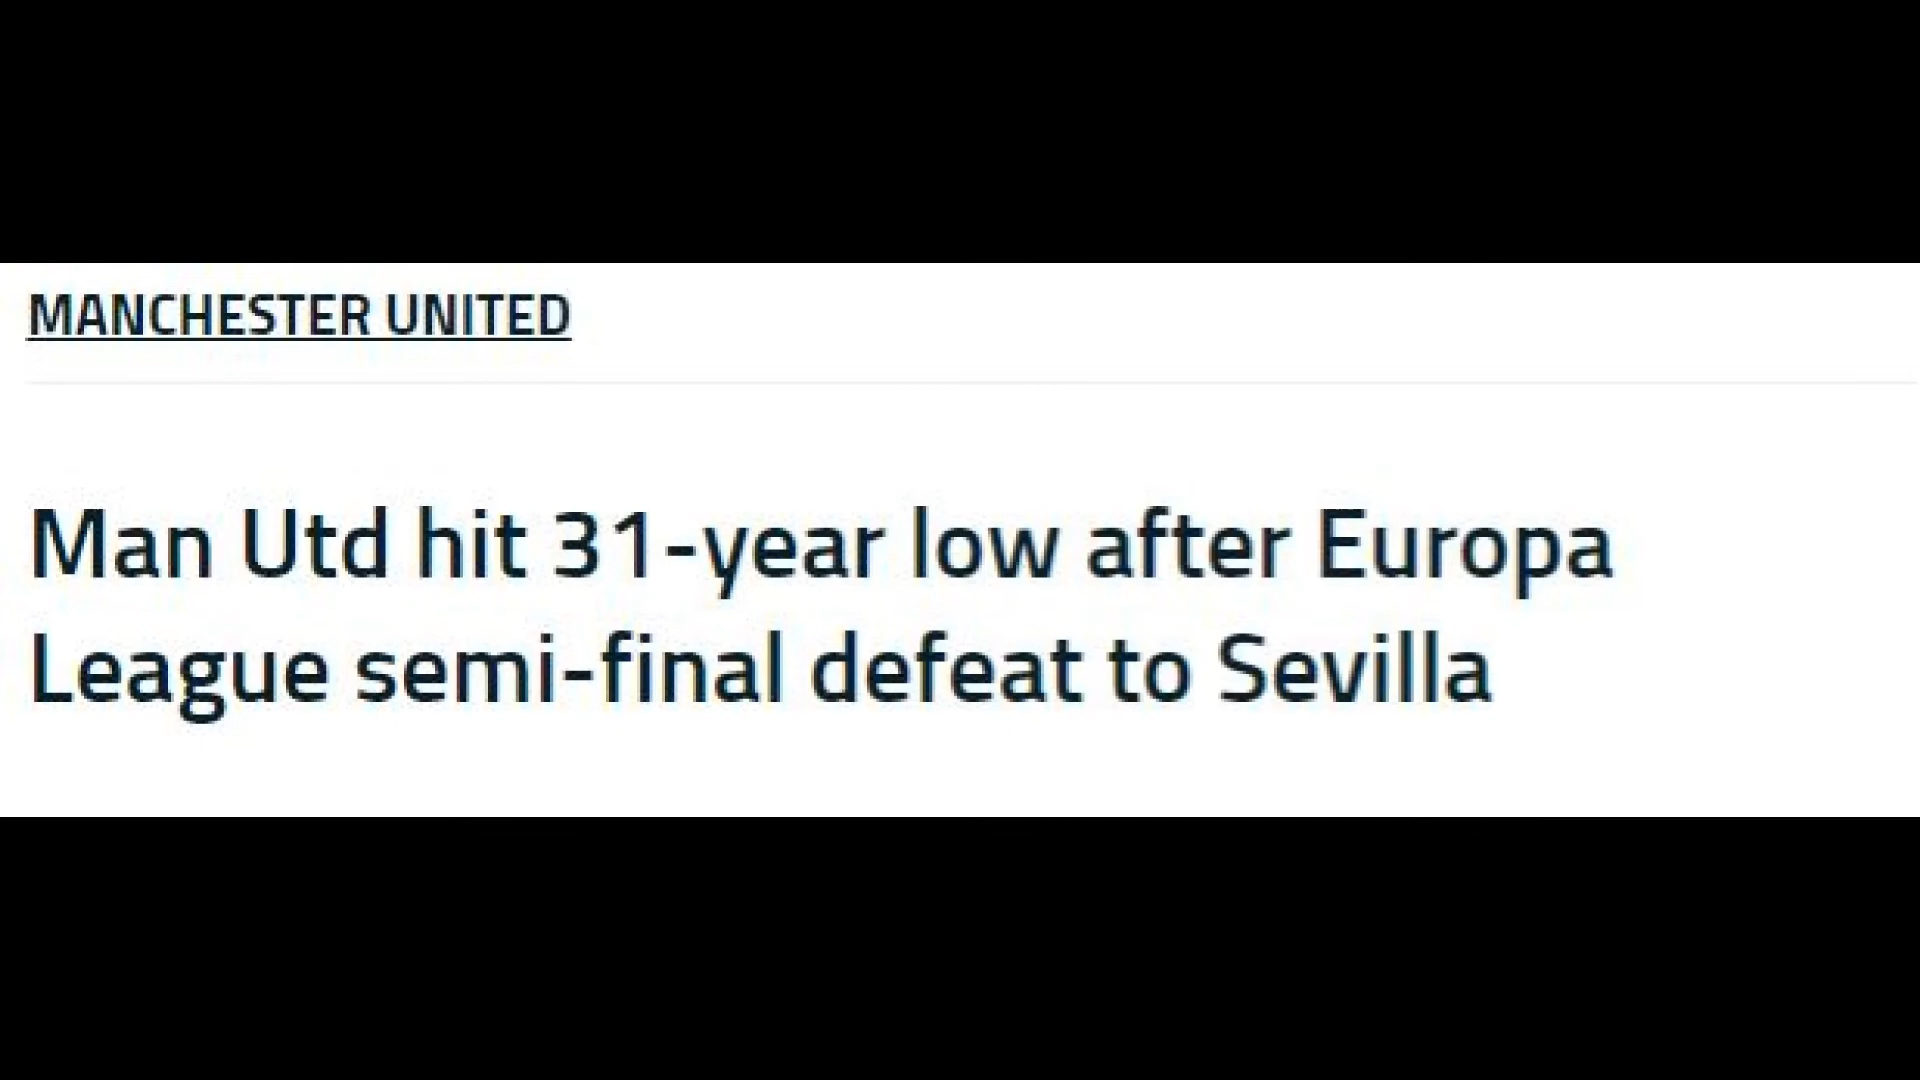 MANCHESTER UNITED
Man Utd hit 31-year low after Europa
League semi-final defeat to Sevilla